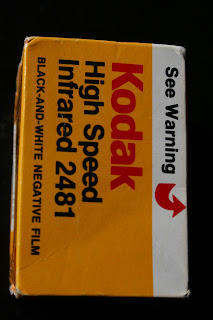 See Warning
Kodak
High Speed
Infrared 2481
BLACK-AND-WHITE NEGATIVE FILM